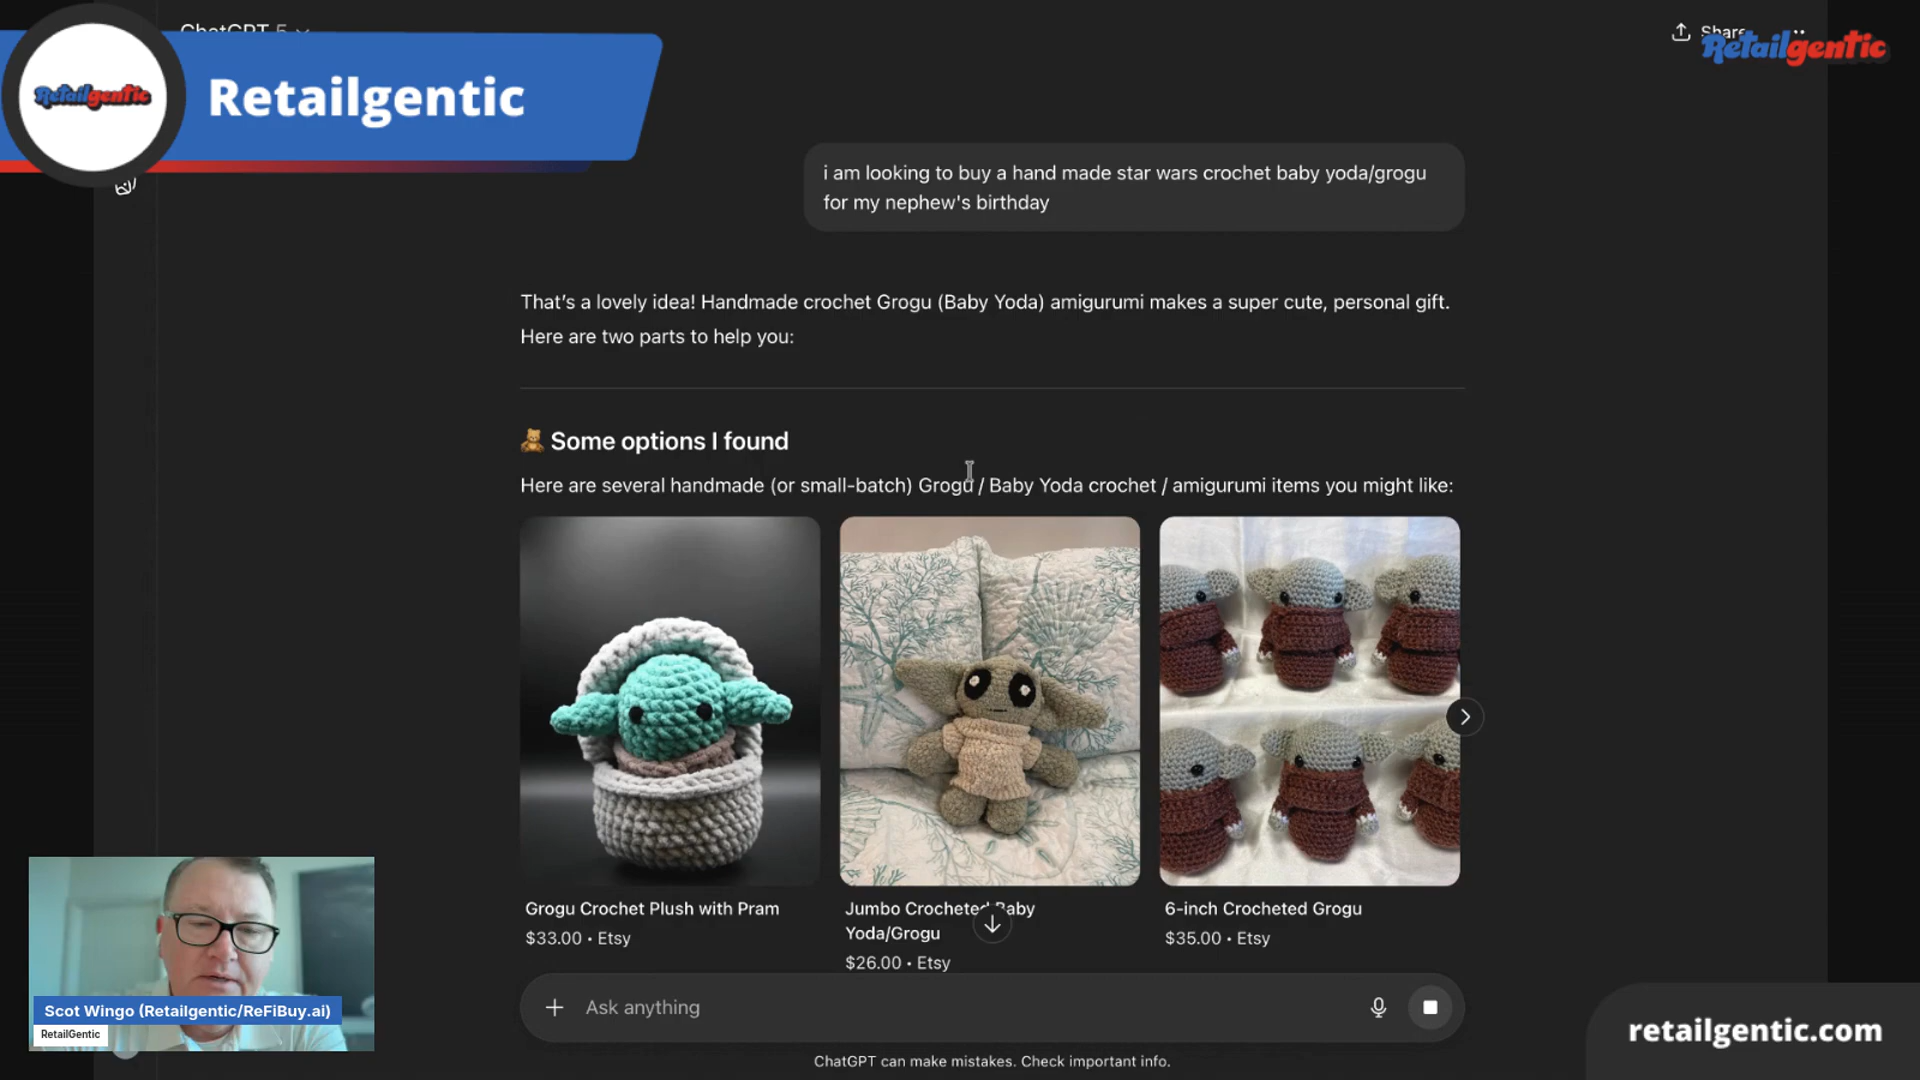 ChatGPT 5
Share
Retailgentic
Retailgentic
Retailgentic
i am looking to buy a hand made star wars crochet baby yoda/grogu
for my nephew's birthday
That's a lovely idea! Handmade crochet Grogu (Baby Yoda) amigurumi makes a super cute, personal gift.
Here are two parts to help you:
Some options I found
Here are several handmade (or small-batch) Grogu / Baby Yoda crochet / amigurumi items you might like:
Grogu Crochet Plush with Pram
$33.00 • Etsy
Jumbo Crocheted Baby
Yoda/Grogu
$26.00 • Etsy
6-inch Crocheted Grogu
$35.00 • Etsy
Scot Wingo (Retailgentic/ReFiBuy.ai)
RetailGentic
Ask anything
retailgentic.com
ChatGPT can make mistakes. Check important info.